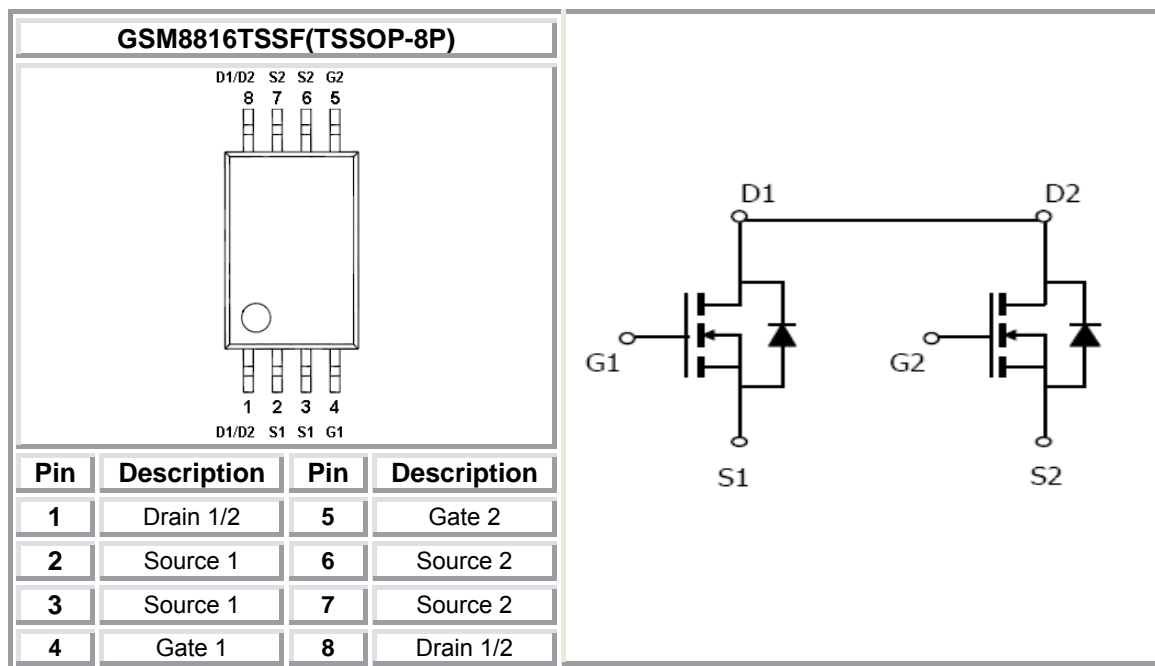 GSM8816TSSF(TSSOP-8P)
D1/D2 S2 S2 G2
8 7 6 5
1 2 3 4
D1/D2 S1 S1 G1
Pin Description Pin Description
1 Drain 1/2 5 Gate 2
2 Source 1 6 Source 2
3 Source 1 7 Source 2
4 Gate 1 8 Drain 1/2
D1 D2
G1 G2
S1 S2